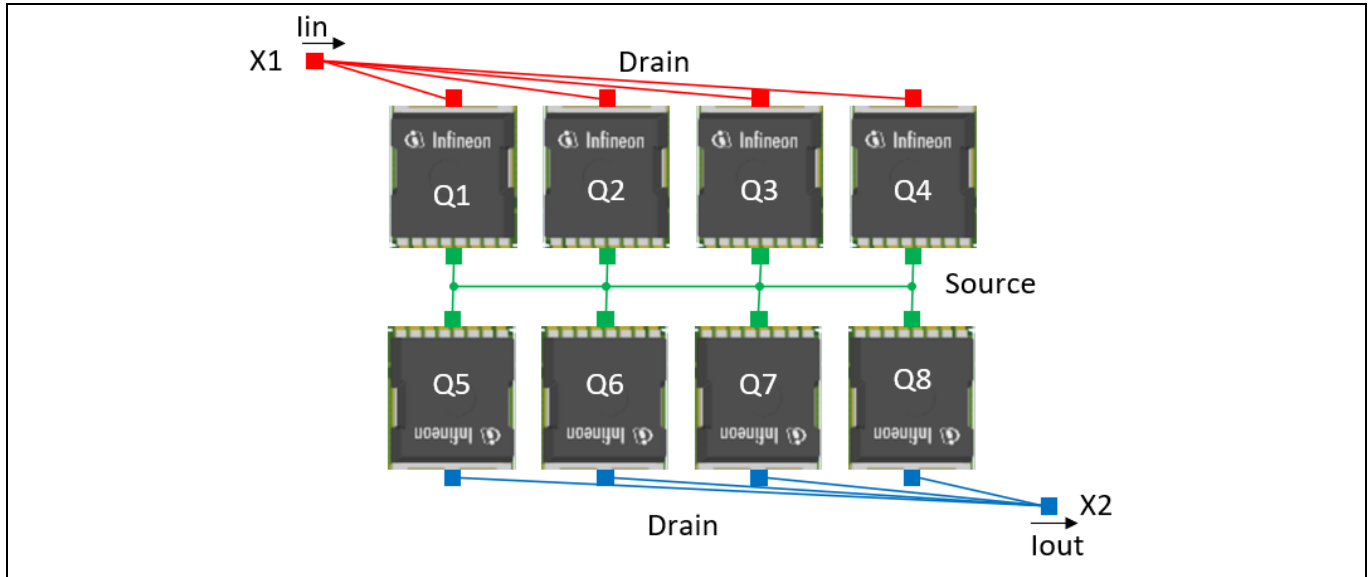 Iin
X1
Drain
Infineon Infineon Infineon Infineon
Q1 Q2 Q3 Q4
Source
Q5 Q6 Q7 Q8
Infineon Infineon Infineon Infineon
X2
Drain
Iout